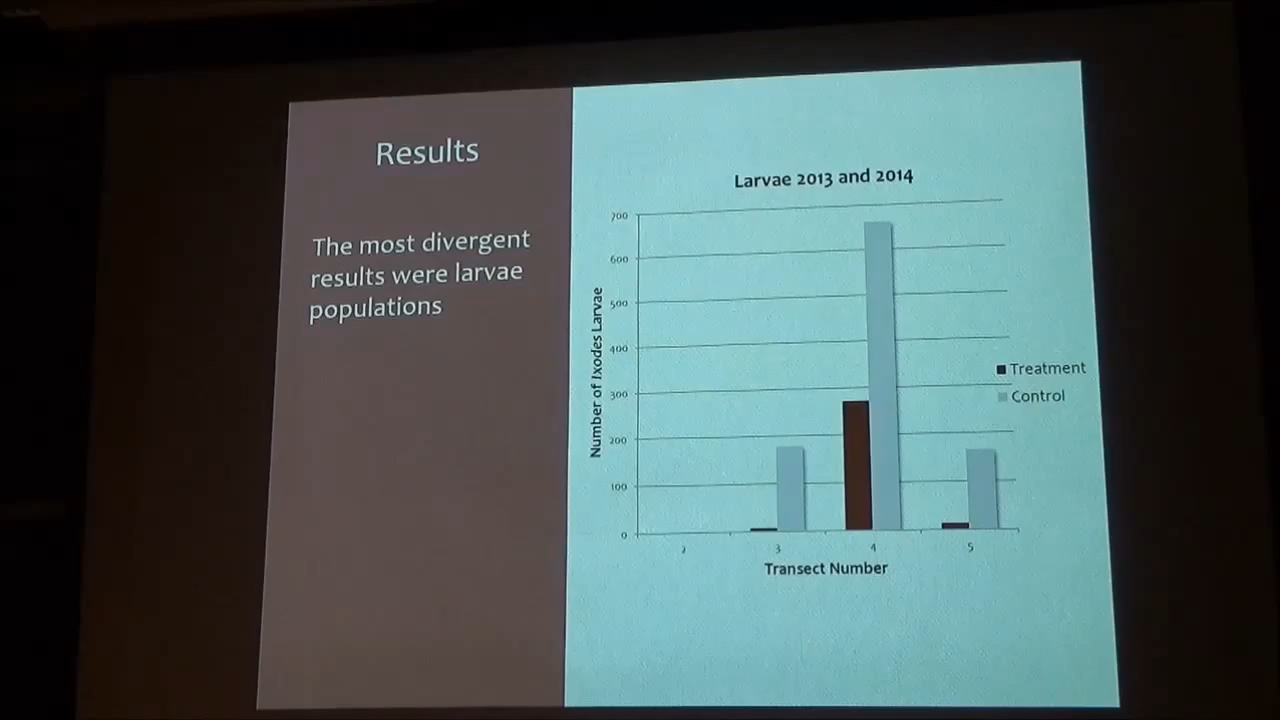 Results
The most divergent
results were larvae
populations
Larvae 2013 and 2014
Number of Ixodes Larvae
700
600
500
400
300
200
100
0
2
3
4
5
Transect Number
Treatment
Control